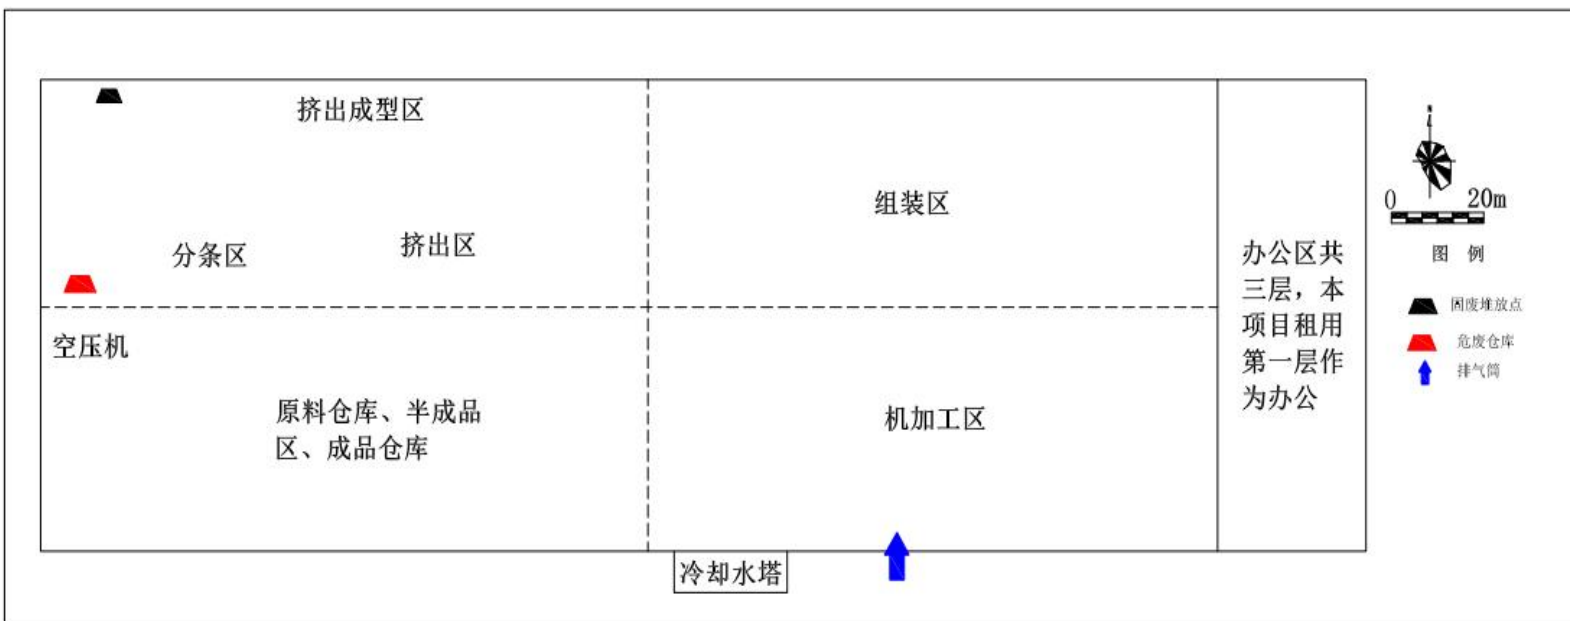 挤出成型区
组装区
分条区
挤出区
空压机
原料仓库、半成品
区、成品仓库
机加工区
冷却水塔
办公区共
三层，本
项目租用
第一层作
为办公
N
0
20m
图 例
固废堆放点
危废仓库
排气筒